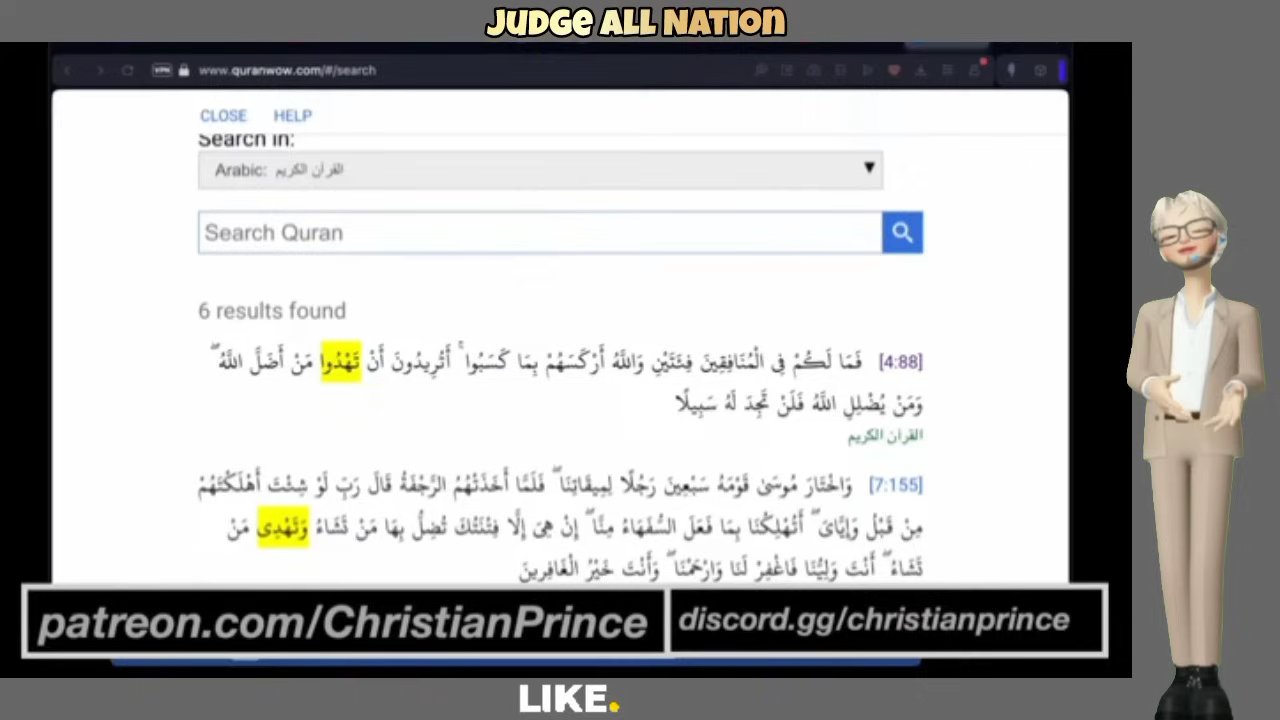 JUDGE ALL NATION
www.quranwow.com/#/search
CLOSE HELP
Search in:
Arabic: القرآن الكريم
Search Quran
6 results found
[4:88] فَمَا لَكُمْ فِى الْمُنَافِقِينَ فِئَتَيْنِ وَاللَّهُ أَرْكَسَهُمْ بِمَا كَسَبُوا ۚ أَتُرِيدُونَ أَنْ تَهْدُوا مَنْ أَضَلَّ اللَّهُ ۖ
وَمَنْ يُضْلِلِ اللَّهُ فَلَنْ تَجِدَ لَهُ سَبِيلًا
القرآن الكريم
[7:155] وَاخْتَارَ مُوسَىٰ قَوْمَهُ سَبْعِينَ رَجُلًا لِمِيقَاتِنَا ۖ فَلَمَّا أَخَذَتْهُمُ الرَّجْفَةُ قَالَ رَبِّ لَوْ شِئْتَ أَهْلَكْتَهُمْ
مِنْ قَبْلُ وَإِيَّاىَ ۖ أَتُهْلِكُنَا بِمَا فَعَلَ السُّفَهَاءُ مِنَّا ۖ إِنْ هِىَ إِلَّا فِتْنَتُكَ تُضِلُّ بِهَا مَنْ تَشَاءُ وَتَهْدِى مَنْ
تَشَاءُ ۖ أَنْتَ وَلِيُّنَا فَاغْفِرْ لَنَا وَارْحَمْنَا ۖ وَأَنْتَ خَيْرُ الْغَافِرِينَ
patreon.com/ChristianPrince
discord.gg/christianprince
LIKE.